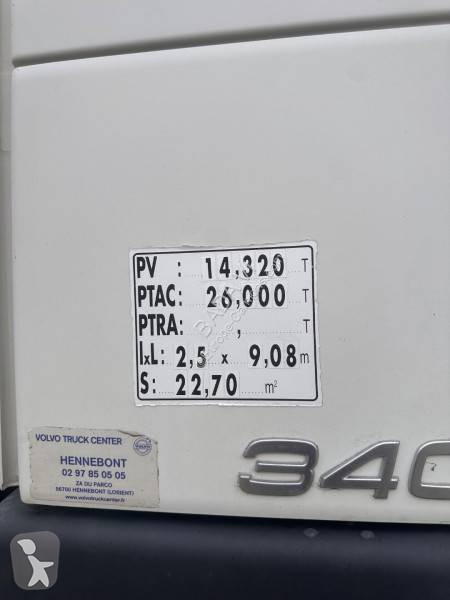 PV : 14,320 T
PTAC: 26,000 T
PTRA: , T
lxL: 2,5 x 9,08 m
S: 22,70 m²
VOLVO TRUCK CENTER
HENNEBONT
02 97 85 05 05
ZA DU PARCO
56700 HENNEBONT (LORIENT)
www.volvotruckcenter.fr
340